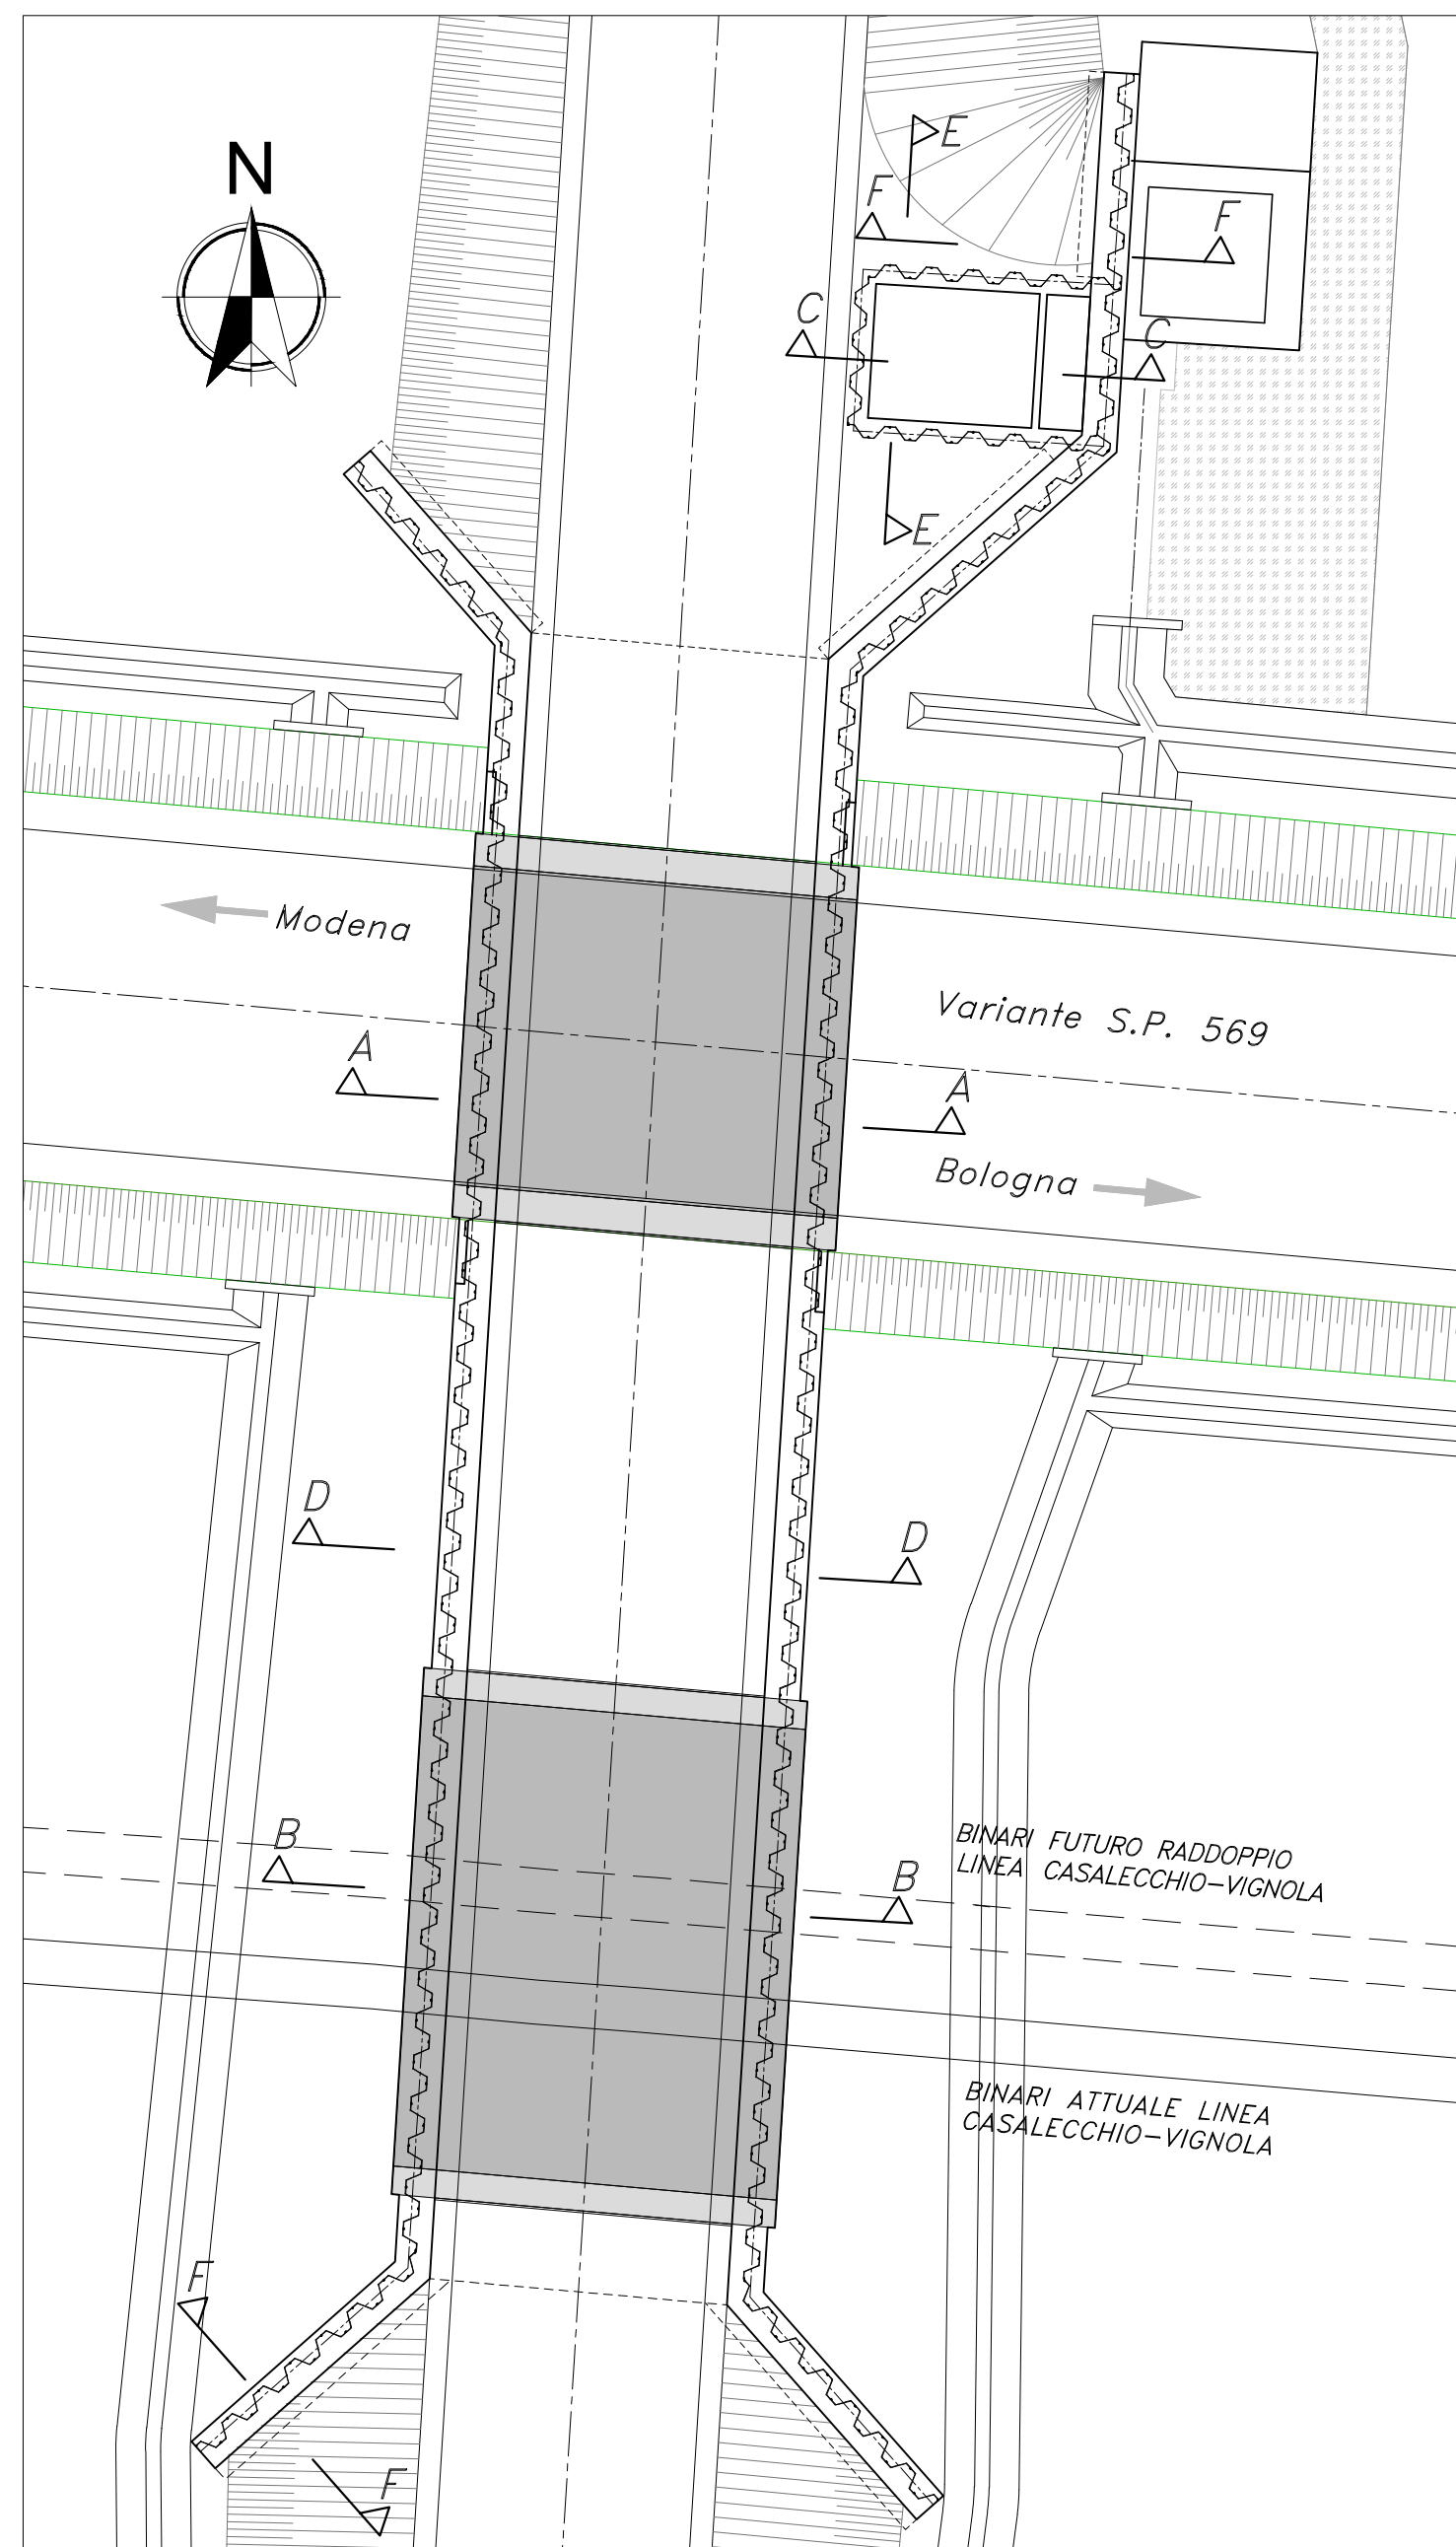 N
E
F
F
C
C
E
Modena
Variante S.P. 569
A
A
Bologna
D
D
B
B
BINARI FUTURO RADDOPPIO
LINEA CASALECCHIO-VIGNOLA
BINARI ATTUALE LINEA
CASALECCHIO-VIGNOLA
F
F